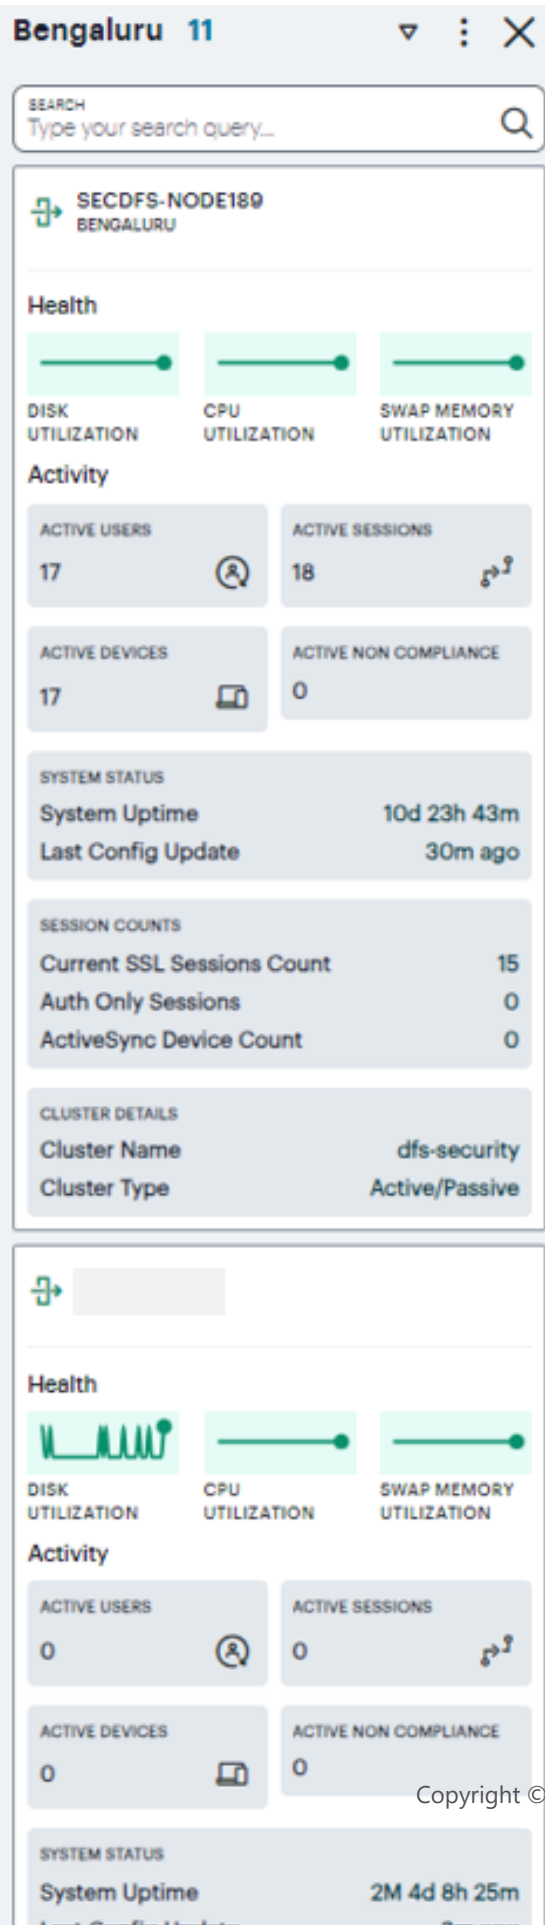 Bengaluru 11
SEARCH
Type your search query...
SECDFS-NODE189
BENGALURU
Health
DISK UTILIZATION
CPU UTILIZATION
SWAP MEMORY UTILIZATION
Activity
ACTIVE USERS
17
ACTIVE SESSIONS
18
ACTIVE DEVICES
17
ACTIVE NON COMPLIANCE
0
SYSTEM STATUS
System Uptime 10d 23h 43m
Last Config Update 30m ago
SESSION COUNTS
Current SSL Sessions Count 15
Auth Only Sessions 0
ActiveSync Device Count 0
CLUSTER DETAILS
Cluster Name dfs-security
Cluster Type Active/Passive
Health
DISK UTILIZATION
CPU UTILIZATION
SWAP MEMORY UTILIZATION
Activity
ACTIVE USERS
0
ACTIVE SESSIONS
0
ACTIVE DEVICES
0
ACTIVE NON COMPLIANCE
0
Copyright ©
SYSTEM STATUS
System Uptime 2M 4d 8h 25m